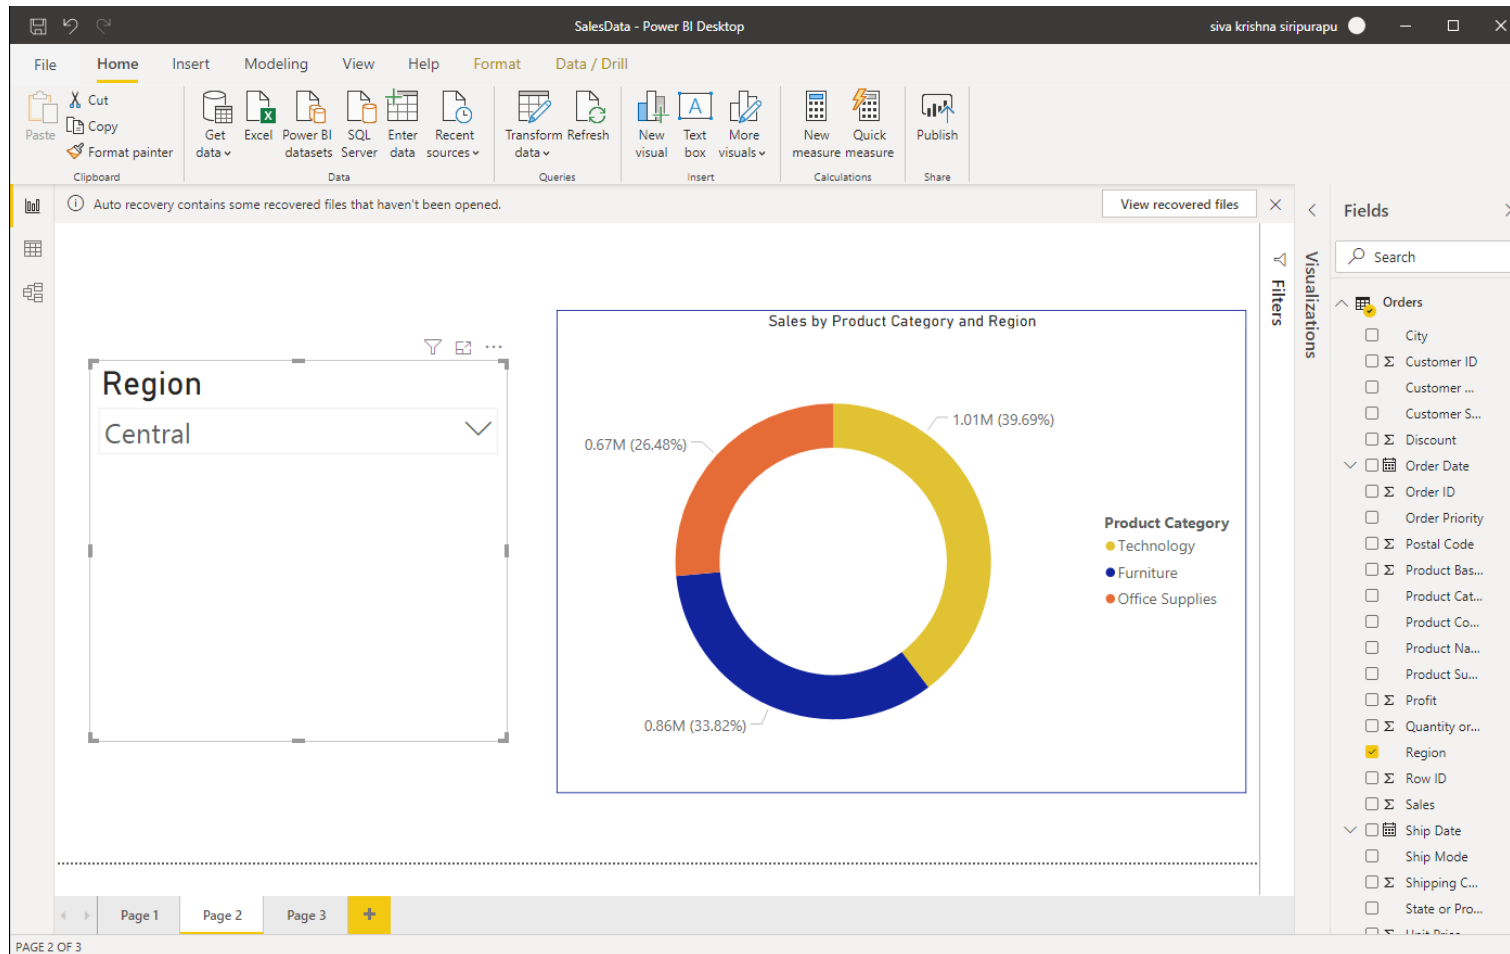 SalesData - Power BI Desktop
siva krishna siripurapu
File Home Insert Modeling View Help Format Data / Drill
Paste
Cut
Copy
Format painter
Clipboard
Get data
Excel
Power BI datasets
SQL Server
Enter data
Recent sources
Data
Transform data
Refresh
Queries
New visual
Text box
More visuals
Insert
New measure
Quick measure
Calculations
Publish
Share
Auto recovery contains some recovered files that haven't been opened.
View recovered files
Region
Central
Sales by Product Category and Region
1.01M (39.69%)
0.67M (26.48%)
0.86M (33.82%)
Product Category
Technology
Furniture
Office Supplies
Filters
Visualizations
Fields
Search
Orders
City
Σ Customer ID
Customer ...
Customer S...
Σ Discount
Order Date
Σ Order ID
Order Priority
Σ Postal Code
Σ Product Bas...
Product Cat...
Product Co...
Product Na...
Product Su...
Σ Profit
Σ Quantity or...
Region
Σ Row ID
Σ Sales
Ship Date
Ship Mode
Σ Shipping C...
State or Pro...
Σ Unit Price
Page 1
Page 2
Page 3
+
PAGE 2 OF 3